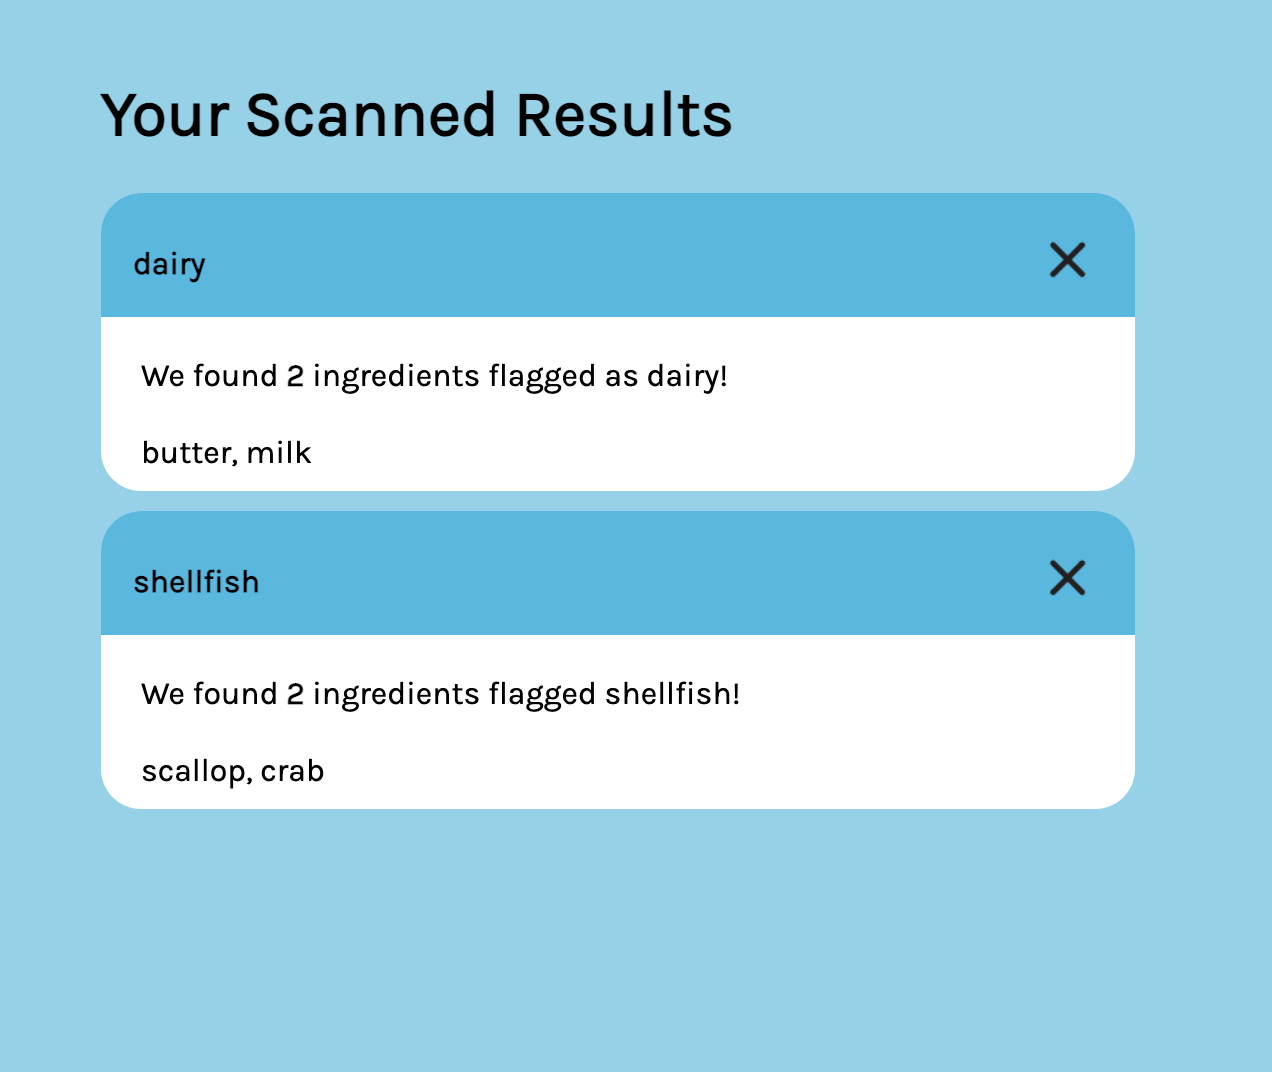 Your Scanned Results
dairy
We found 2 ingredients flagged as dairy!
butter, milk
shellfish
We found 2 ingredients flagged shellfish!
scallop, crab